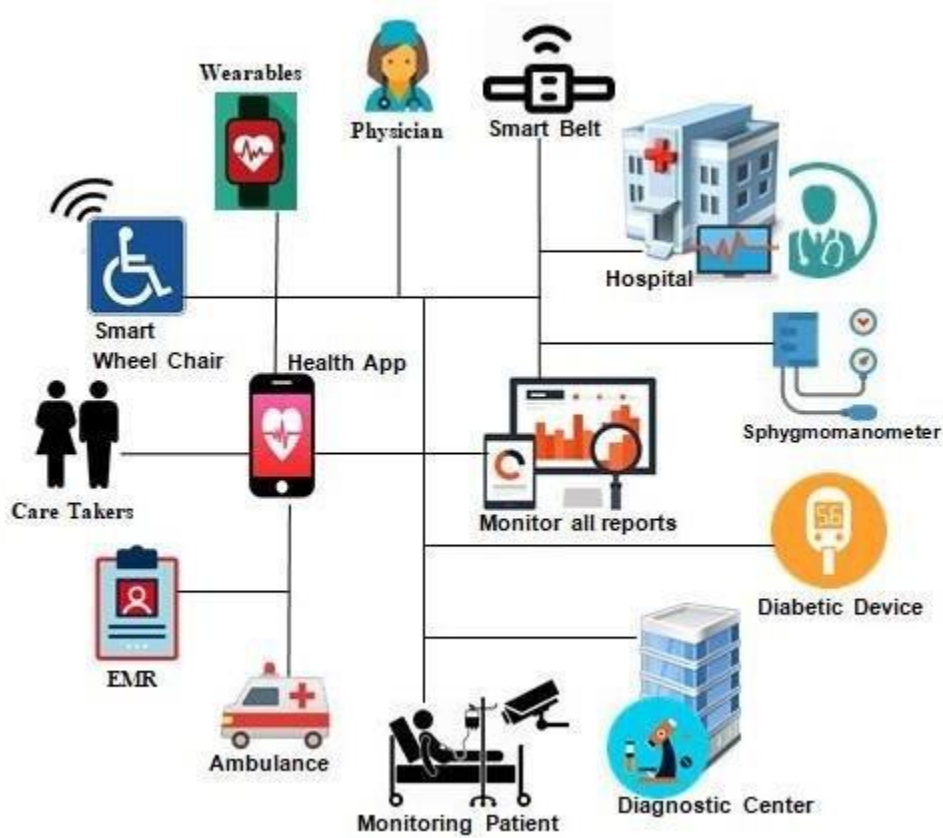 Wearables
Physician
Smart Belt
Hospital
Smart
Wheel Chair
Health App
Sphygmomanometer
Care Takers
Monitor all reports
56
Diabetic Device
EMR
Ambulance
Diagnostic Center
Monitoring Patient